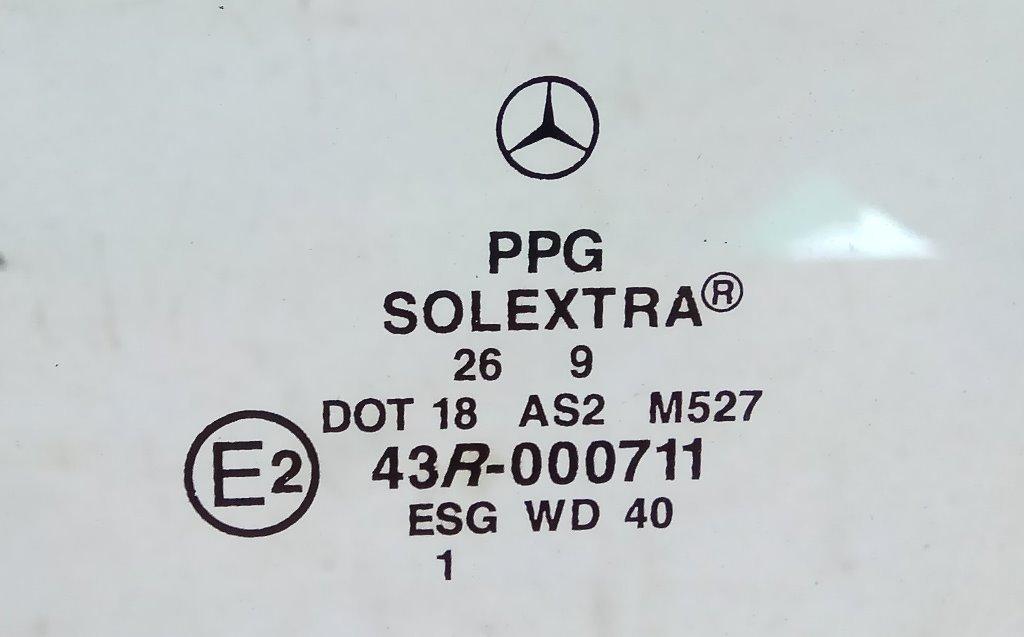 PPG
SOLEXTRA®
26 9
DOT 18 AS2 M527
E2 43R-000711
ESG WD 40
1